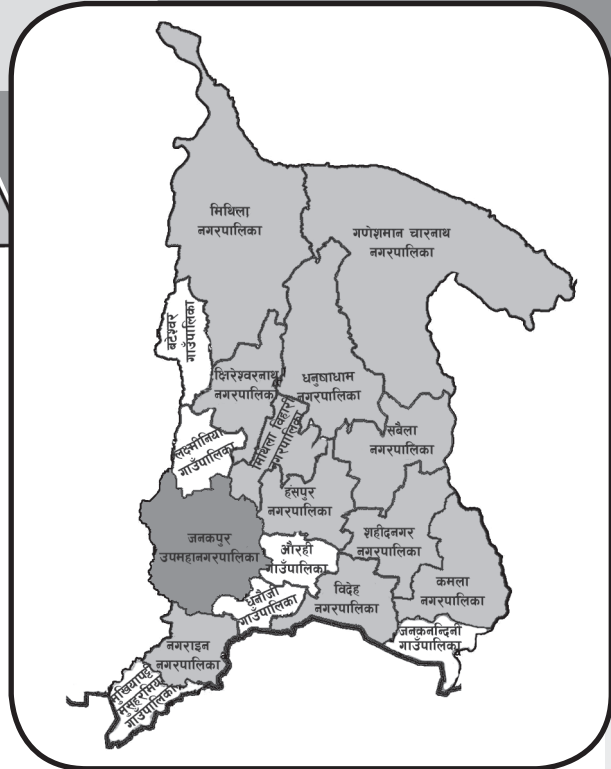 मिथिला
नगरपालिका
गणेशमान चारनाथ
नगरपालिका
बटेश्वर
गाउँपालिका
क्षिरेश्वरनाथ
नगरपालिका
धनुषाधाम
नगरपालिका
मिथिला बिहारी
नगरपालिका
सबैला
नगरपालिका
लक्ष्मीनिया
गाउँपालिका
हंसपुर
नगरपालिका
शहीदनगर
नगरपालिका
जनकपुर
उपमहानगरपालिका
औरही
गाउँपालिका
धनौजी
गाउँपालिका
विदेह
नगरपालिका
कमला
नगरपालिका
जनकनन्दिनी
गाउँपालिका
नगराइन
नगरपालिका
मुखियापट्टी
मुसहरमिया
गाउँपालिका